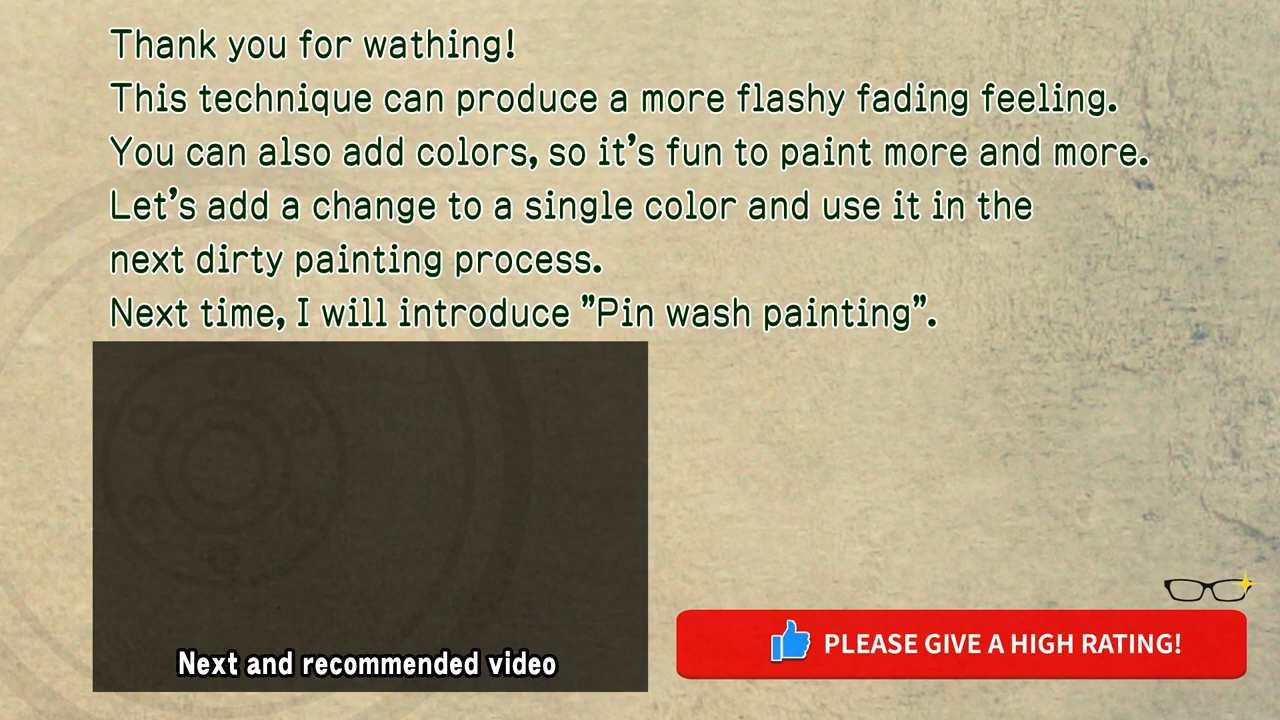 Thank you for wathing!
This technique can produce a more flashy fading feeling.
You can also add colors, so it's fun to paint more and more.
Let's add a change to a single color and use it in the
next dirty painting process.
Next time, I will introduce "Pin wash painting".
Next and recommended video
PLEASE GIVE A HIGH RATING!